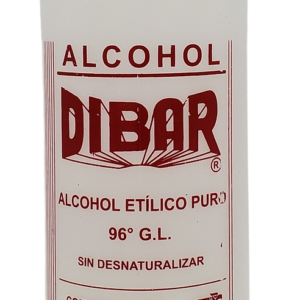 ALCOHOL
DIBAR
®
ALCOHOL ETÍLICO PURO
96° G.L.
SIN DESNATURALIZAR